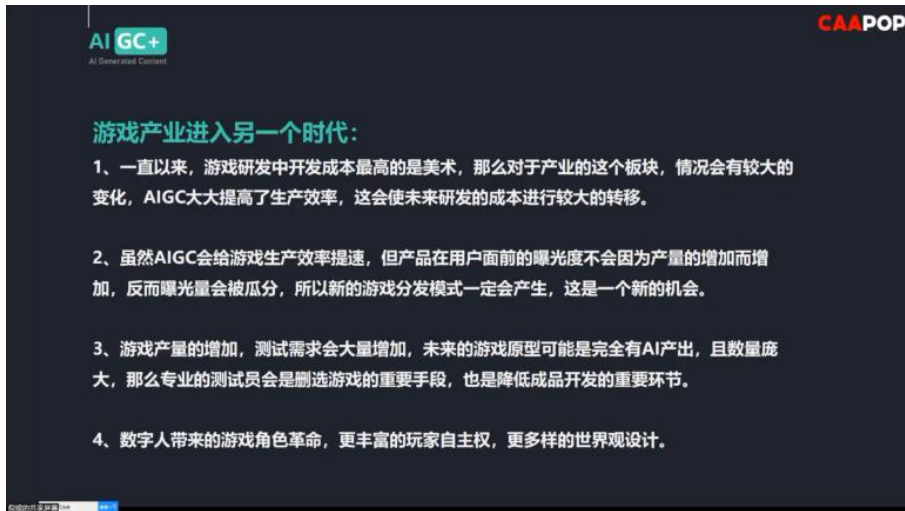 CAAPOP
AIGC+
AI Generated Content
游戏产业进入另一个时代：
1、一直以来，游戏研发中开发成本最高的是美术，那么对于产业的这个板块，情况会有较大的
变化，AIGC大大提高了生产效率，这会使未来研发的成本进行较大的转移。
2、虽然AIGC会给游戏生产效率提速，但产品在用户面前的曝光度不会因为产量的增加而增
加，反而曝光量会被瓜分，所以新的游戏分发模式一定会产生，这是一个新的机会。
3、游戏产量的增加，测试需求会大量增加，未来的游戏原型可能是完全有AI产出，且数量庞
大，那么专业的测试员会是删选游戏的重要手段，也是降低成品开发的重要环节。
4、数字人带来的游戏角色革命，更丰富的玩家自主权，更多样的世界观设计。
的共享屏幕